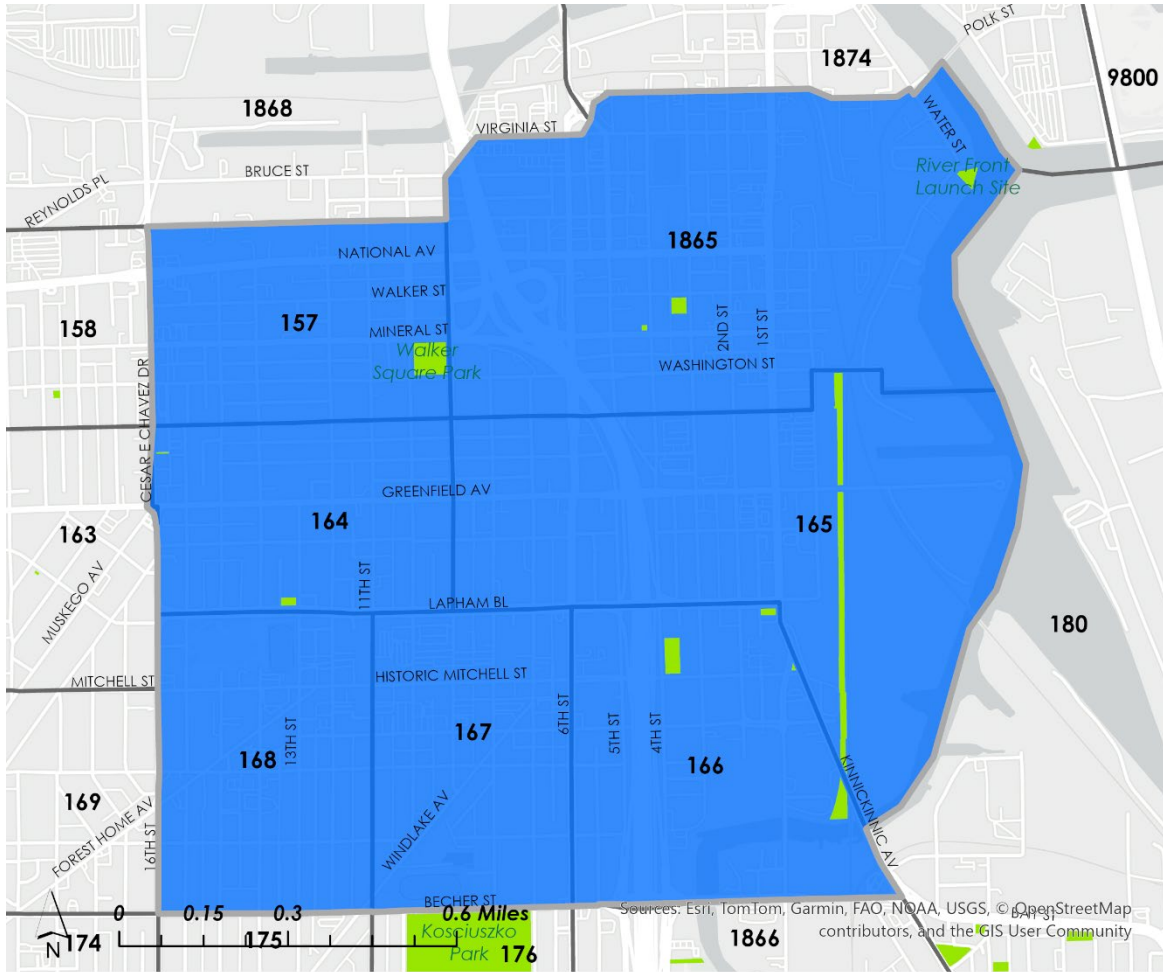 POLK ST
1874
9800
1868
VIRGINIA ST
WATER ST
BRUCE ST
River Front
Launch Site
REYNOLDS PL
1865
NATIONAL AV
WALKER ST
157
158
MINERAL ST
2ND ST
1ST ST
Walker
Square Park
WASHINGTON ST
CESAR E CHAVEZ DR
GREENFIELD AV
164
165
163
MUSKEGO AV
11TH ST
LAPHAM BL
180
MITCHELL ST
HISTORIC MITCHELL ST
6TH ST
5TH ST
4TH ST
13TH ST
167
168
166
169
FOREST HOME AV
16TH ST
WINDLAKE AV
KINNICKINNIC AV
BECHER ST
0 0.15 0.3 0.6 Miles
Sources: Esri, TomTom, Garmin, FAO, NOAA, USGS, © OpenStreetMap
contributors, and the GIS User Community
BAY ST
N
174
175
Kosciuszko
Park
176
1866